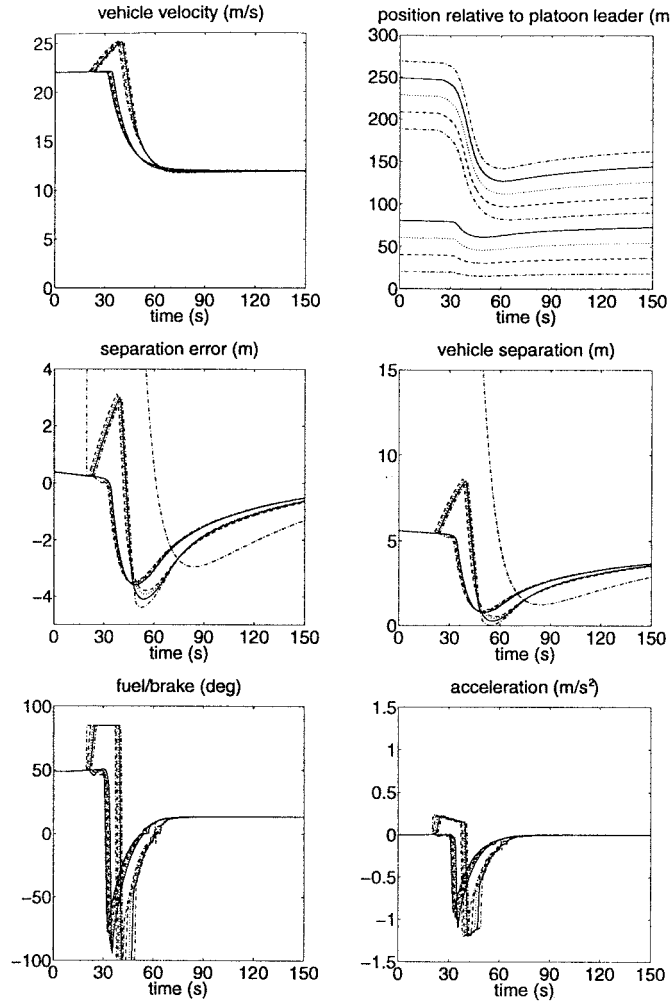 vehicle velocity (m/s)
25
20
15
10
5
0
0 30 60 90 120 150
time (s)
position relative to platoon leader (m
300
250
200
150
100
50
0
0 30 60 90 120 150
time (s)
separation error (m)
4
2
0
−2
−4
0 30 60 90 120 150
time (s)
vehicle separation (m)
15
10
5
0
0 30 60 90 120 150
time (s)
fuel/brake (deg)
100
50
0
−50
−100
0 30 60 90 120 150
time (s)
acceleration (m/s²)
1.5
1
0.5
0
−0.5
−1
−1.5
0 30 60 90 120 150
time (s)